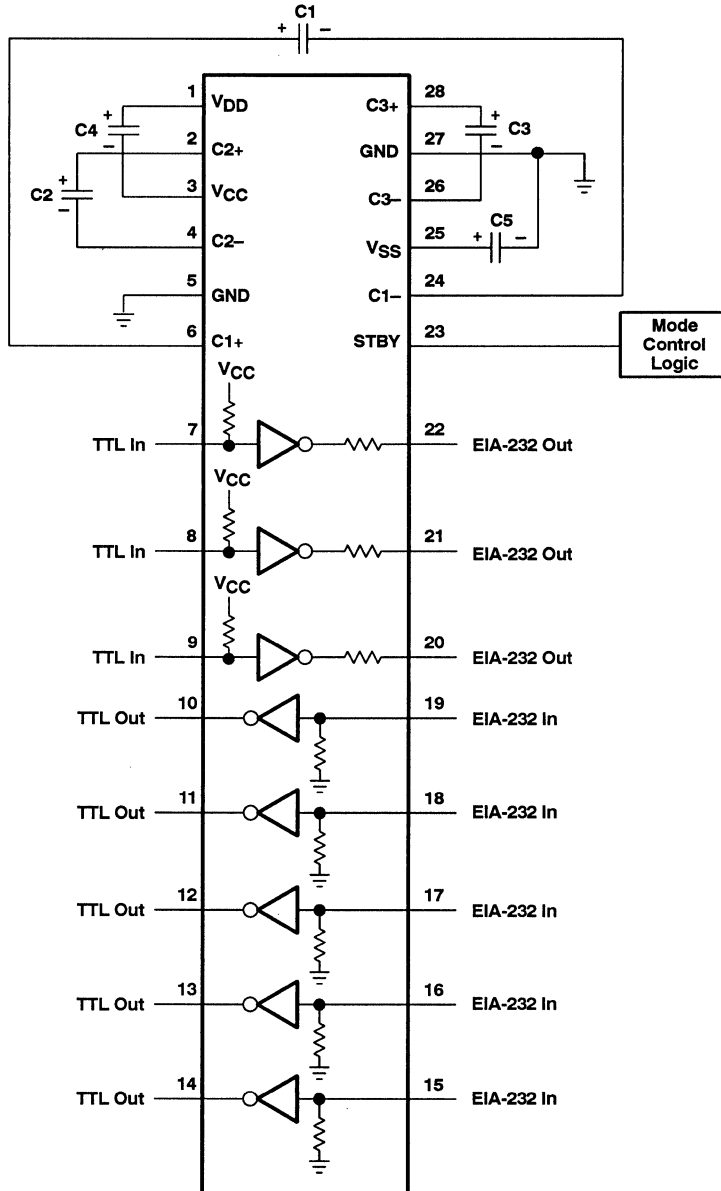 C1
+ −
1 VDD C3+ 28
+ C4 − + C3 −
2 C2+ GND 27
+ C2 −
3 VCC C3− 26
4 C2− VSS 25 + C5 −
5 GND C1− 24
6 C1+ STBY 23 Mode Control Logic
VCC
TTL In 7 22 EIA-232 Out
VCC
TTL In 8 21 EIA-232 Out
VCC
TTL In 9 20 EIA-232 Out
TTL Out 10 19 EIA-232 In
TTL Out 11 18 EIA-232 In
TTL Out 12 17 EIA-232 In
TTL Out 13 16 EIA-232 In
TTL Out 14 15 EIA-232 In